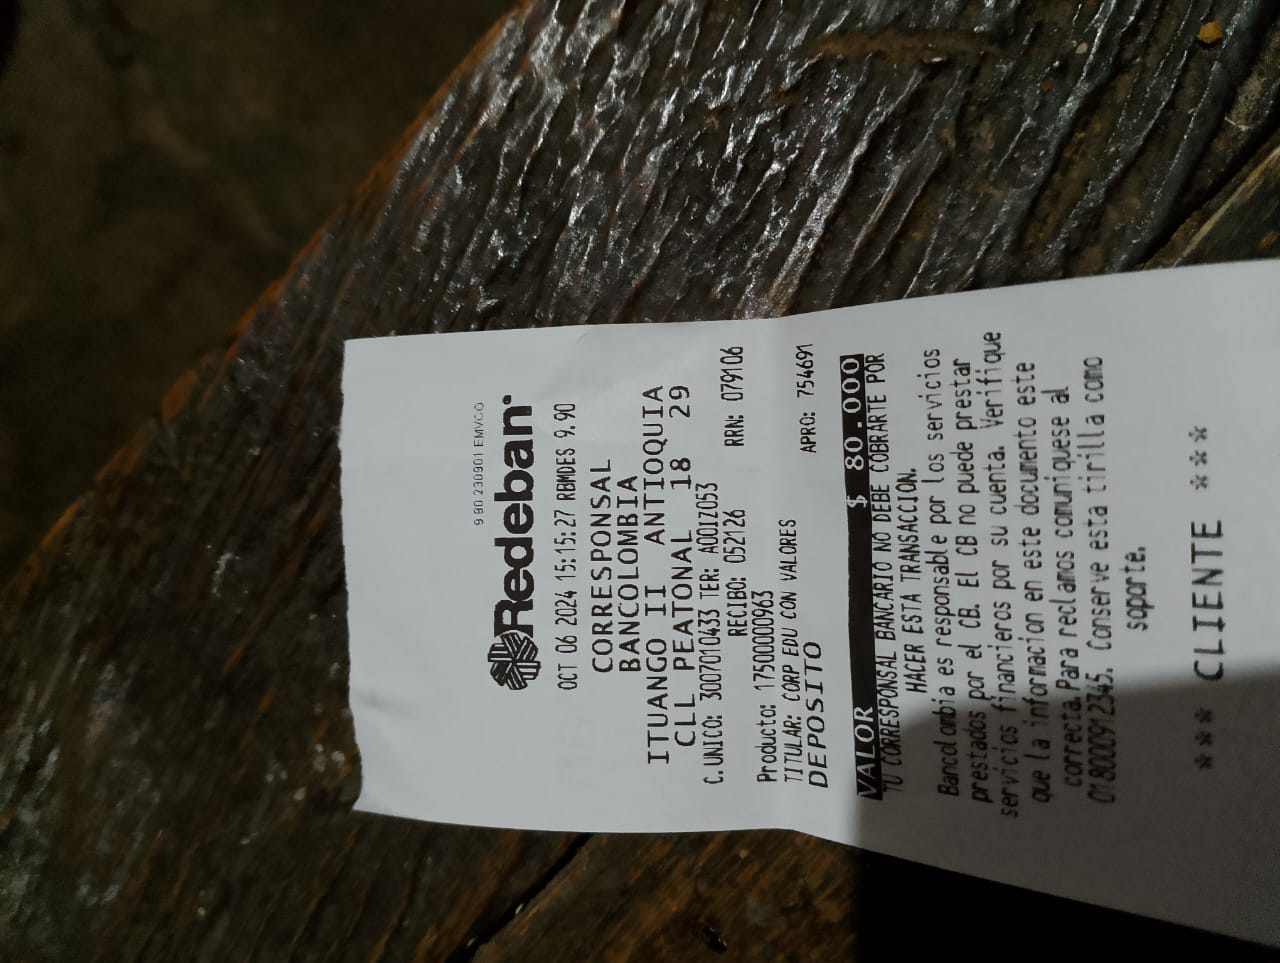 9.90 230901 EMVCO
Redeban
OCT 06 2024 15:15:27 RBMDES 9.90
CORRESPONSAL
BANCOLOMBIA
ITUANGO II ANTIOQUIA
CLL PEATONAL 18 29
C.UNICO: 3007010433 TER: A0OIZ053
RECIBO: 052126 RRN: 079106
Producto: 17500000963
TITULAR: CORP EDU CON VALORES
DEPOSITO APRO: 754691
VALOR $ 80.000
TU CORRESPONSAL BANCARIO NO DEBE COBRARTE POR
HACER ESTA TRANSACCION.
Bancolombia es responsable por los servicios
prestados por el CB. El CB no puede prestar
servicios financieros por su cuenta. Verifique
que la informacion en este documento este
correcta. Para reclamos comuniquese al
018000912345. Conserve esta tirilla como
soporte.
*** CLIENTE ***